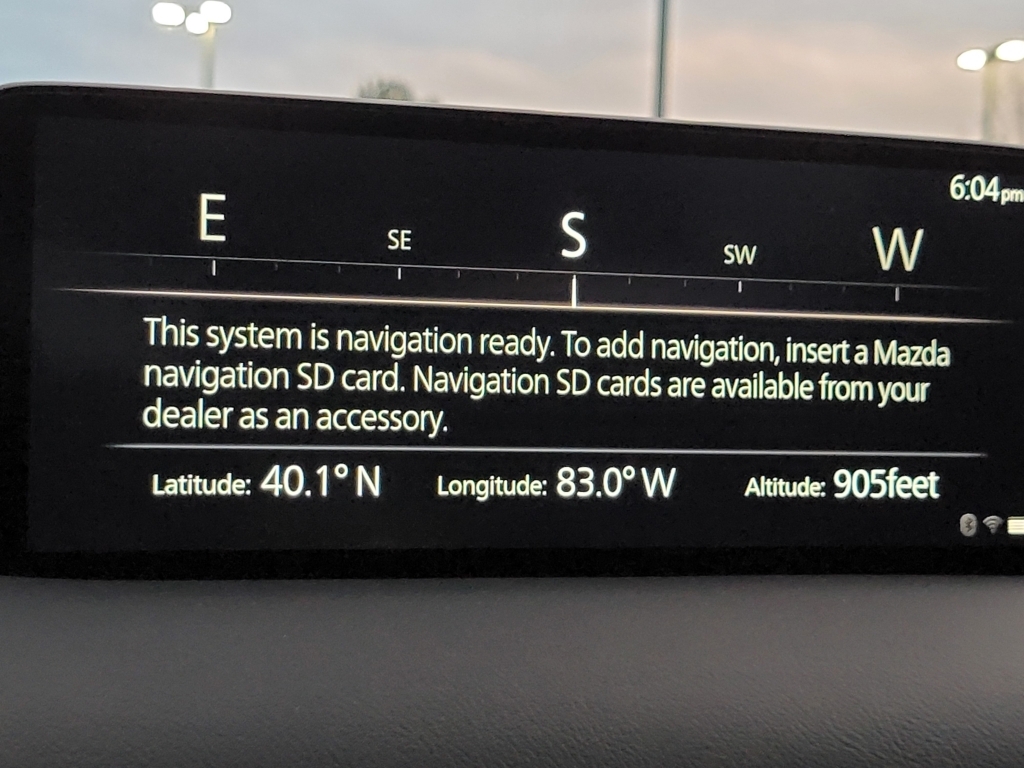 6:04pm
E SE S SW W
This system is navigation ready. To add navigation, insert a Mazda
navigation SD card. Navigation SD cards are available from your
dealer as an accessory.
Latitude: 40.1° N Longitude: 83.0° W Altitude: 905feet